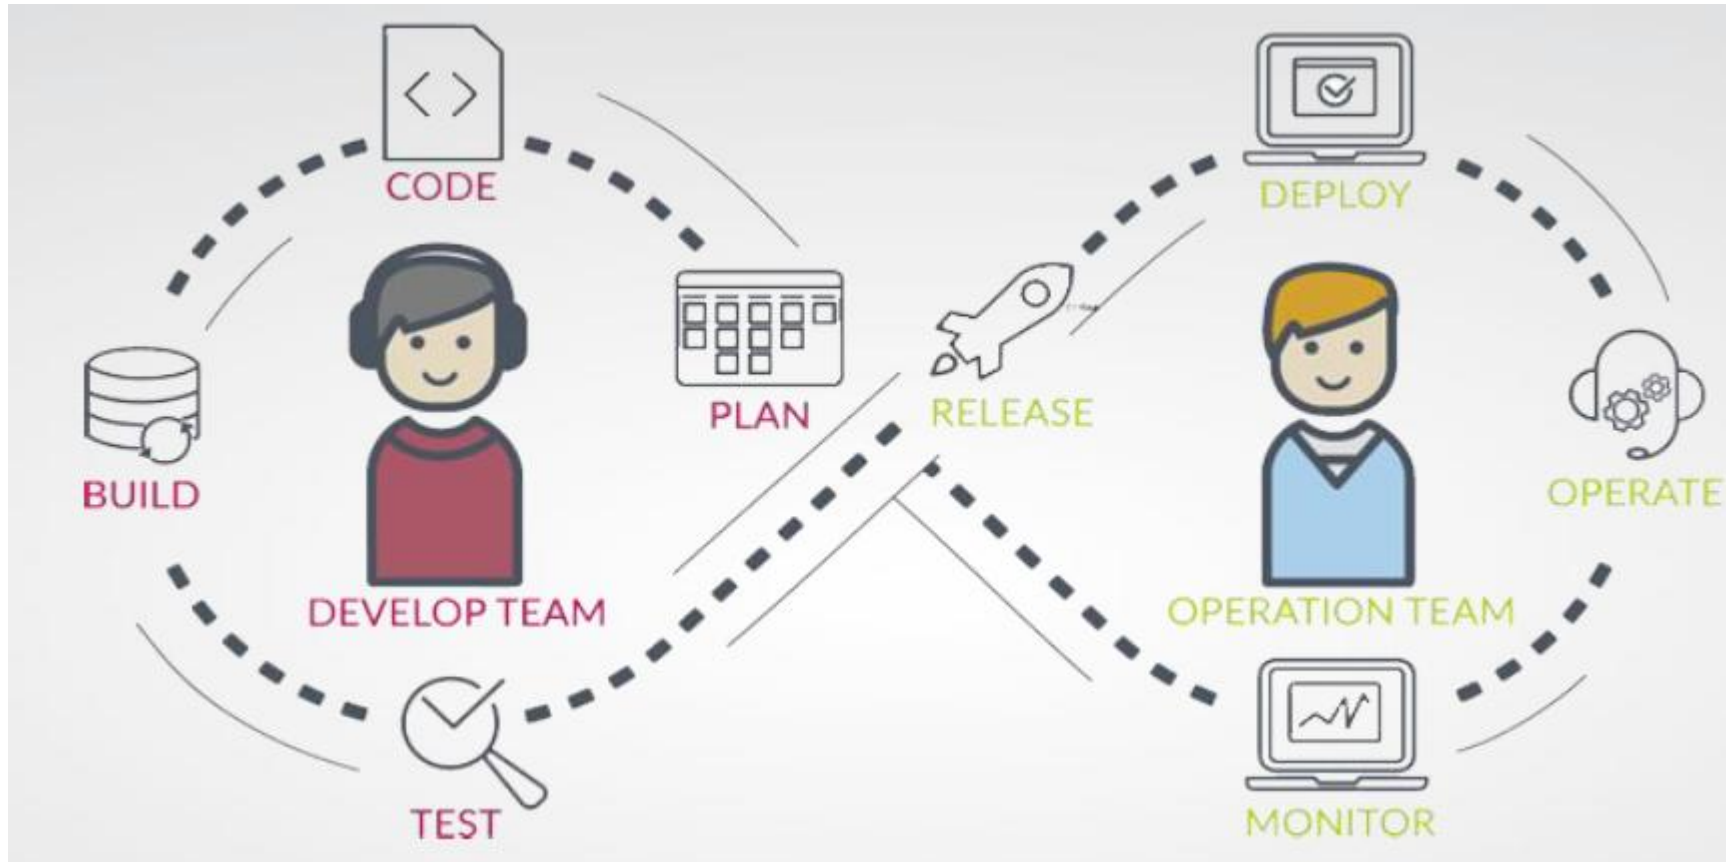 CODE
DEPLOY
PLAN
RELEASE
BUILD
OPERATE
DEVELOP TEAM
OPERATION TEAM
TEST
MONITOR